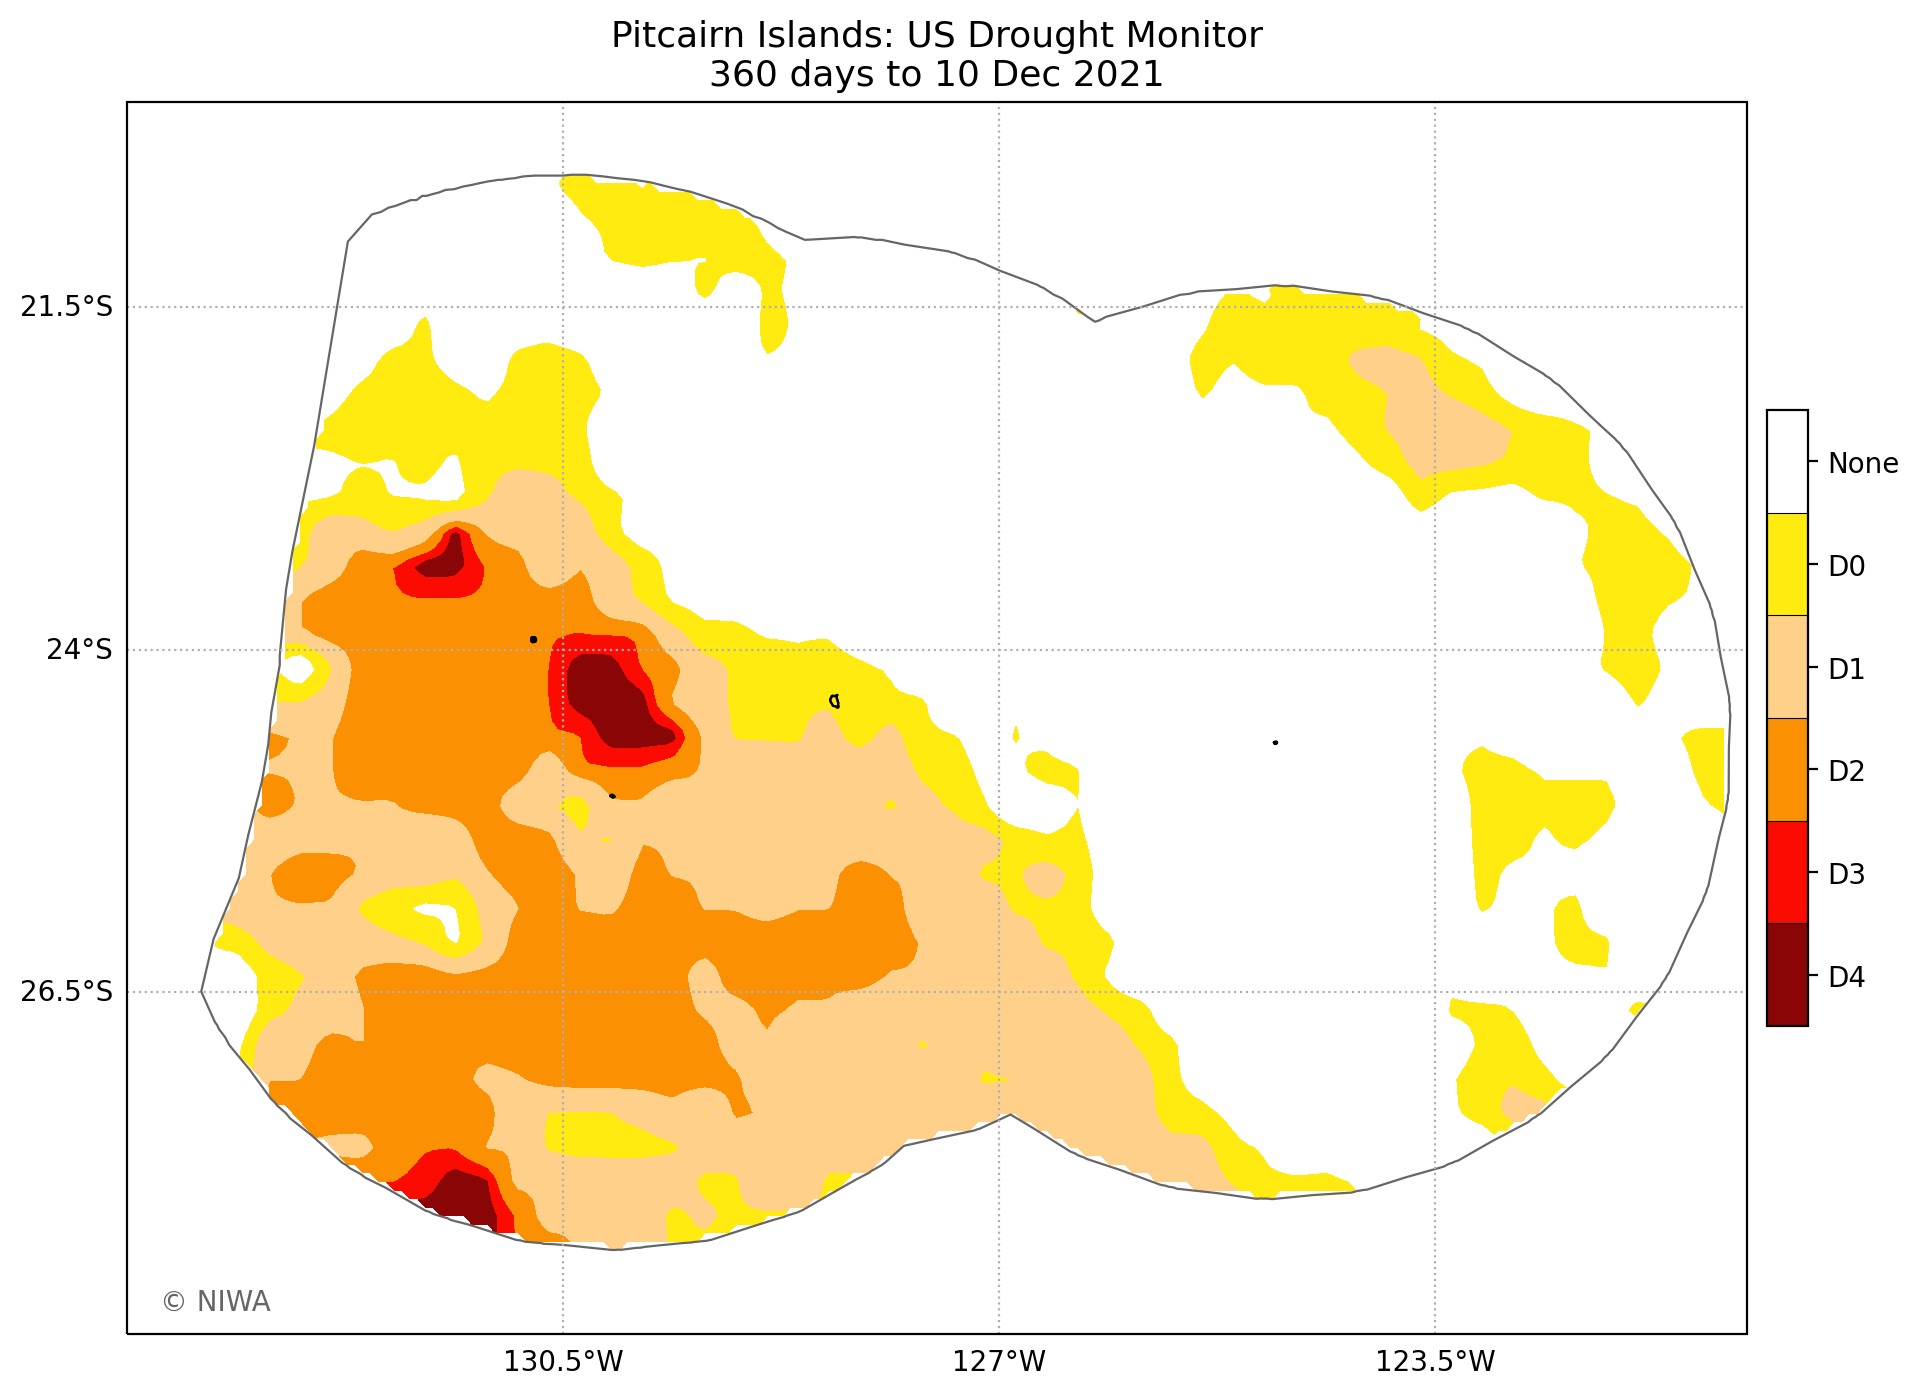 Pitcairn Islands: US Drought Monitor
360 days to 10 Dec 2021
21.5°S
24°S
26.5°S
130.5°W
127°W
123.5°W
None
D0
D1
D2
D3
D4
© NIWA